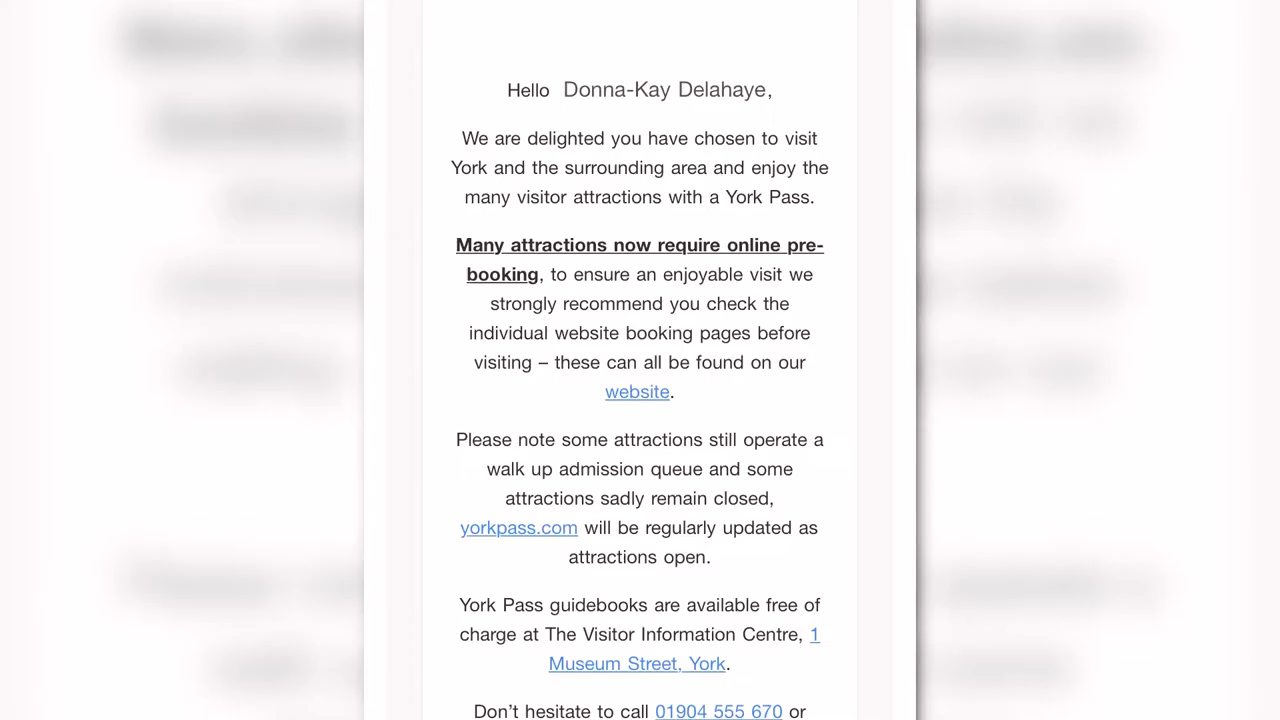 Hello Donna-Kay Delahaye,
We are delighted you have chosen to visit
York and the surrounding area and enjoy the
many visitor attractions with a York Pass.
Many attractions now require online pre-
booking, to ensure an enjoyable visit we
strongly recommend you check the
individual website booking pages before
visiting – these can all be found on our
website.
Please note some attractions still operate a
walk up admission queue and some
attractions sadly remain closed,
yorkpass.com will be regularly updated as
attractions open.
York Pass guidebooks are available free of
charge at The Visitor Information Centre, 1
Museum Street, York.
Don’t hesitate to call 01904 555 670 or